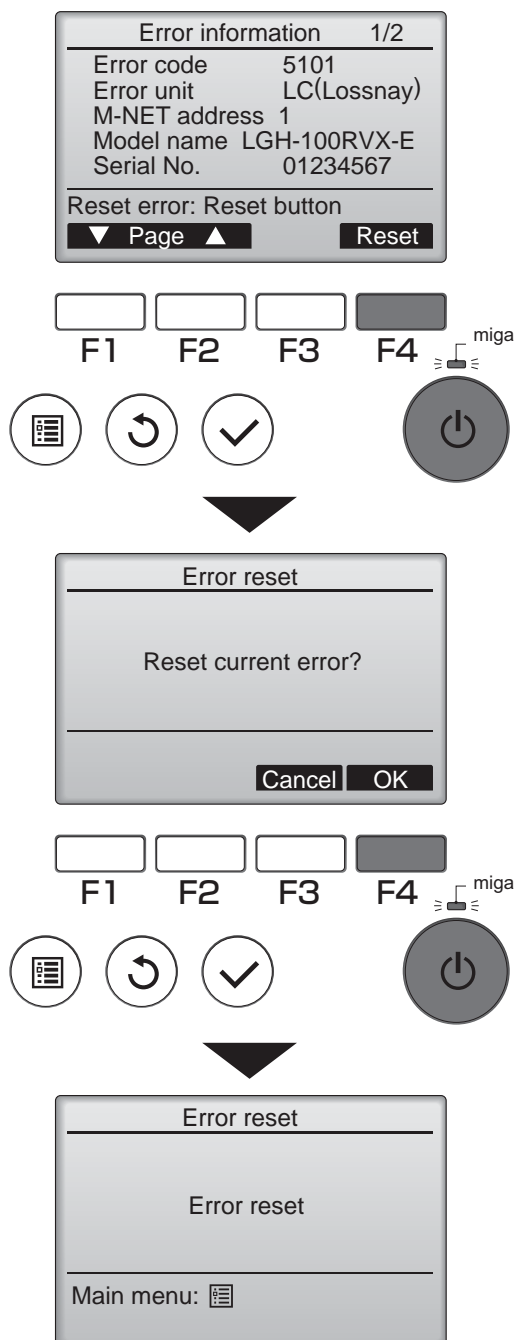 Error information 1/2
Error code 5101
Error unit LC(Lossnay)
M-NET address 1
Model name LGH-100RVX-E
Serial No. 01234567
Reset error: Reset button
▼ Page ▲ Reset
F1 F2 F3 F4
miga
Error reset
Reset current error?
Cancel OK
F1 F2 F3 F4
miga
Error reset
Error reset
Main menu: